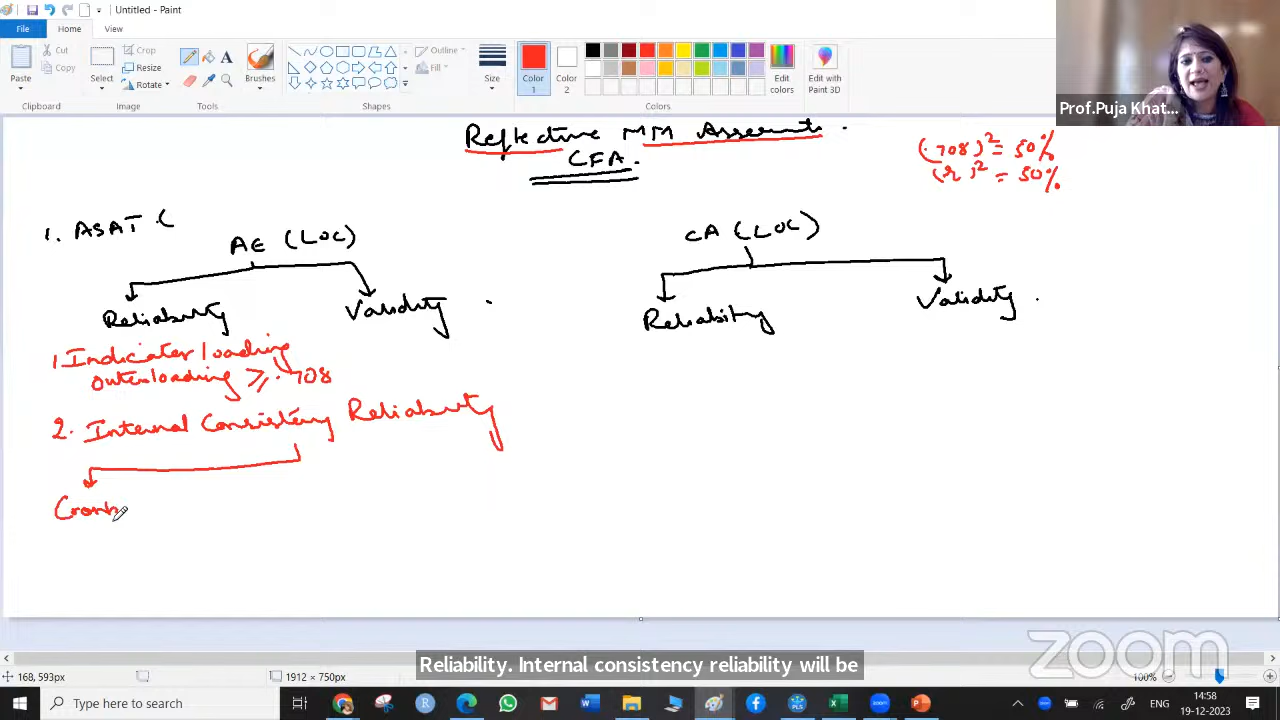 Untitled - Paint
File Home View
Paste Cut Copy
Select Crop Resize Rotate
Brushes
Outline Fill
Size
Color 1 Color 2
Edit colors
Edit with Paint 3D
Clipboard Image Tools Shapes Colors
Prof.Puja Khat...
Reflective MM Assessment
CFA.
(.708)² = 50%
(r)² = 50%
1. ASAT (
AE (LOC)
CA (LOC)
Reliability Validity
Reliability Validity
1. Indicator loading
outer loading ≥ .708
2. Internal Consistency Reliability
Cronb
Reliability. Internal consistency reliability will be
zoom
168, 593px
1912 × 750px
100%
Type here to search
ENG
14:58
19-12-2023